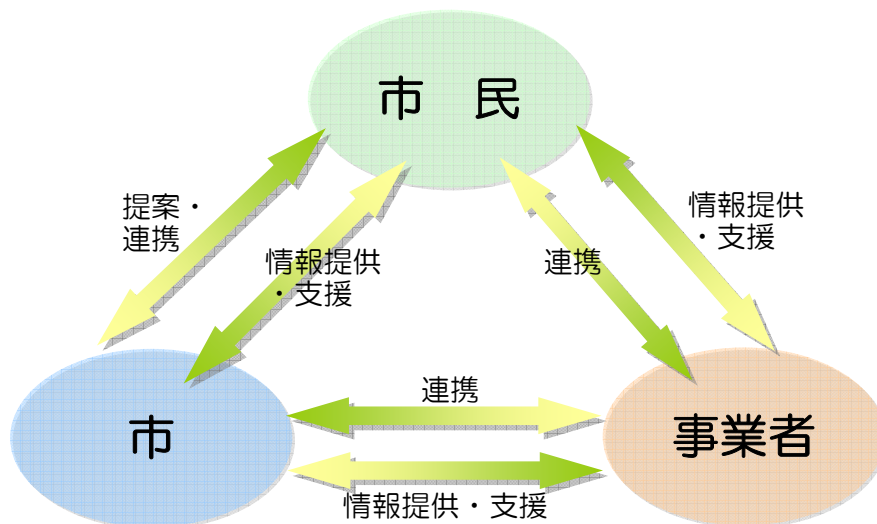 市　民
提案・
連携
情報提供
・支援
連携
情報提供
・支援
市
連携
情報提供・支援
事業者